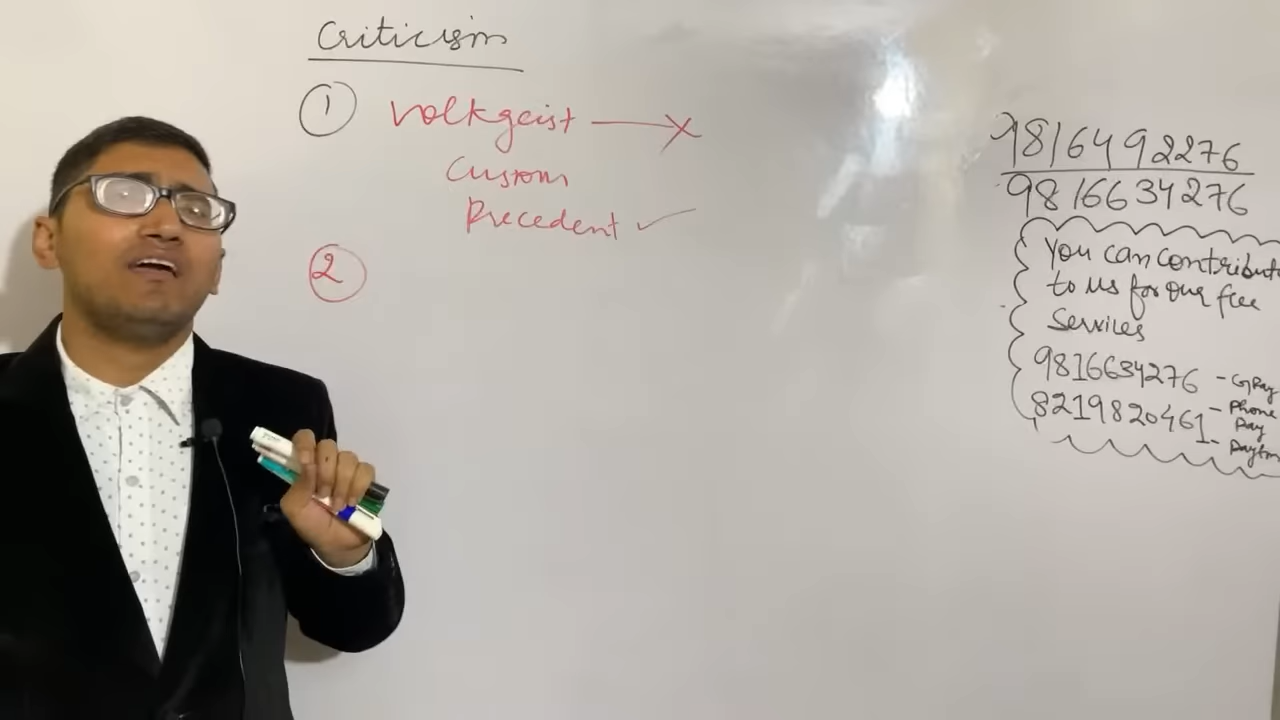 Criticism
1 Volkgeist → X
Custom
Precedent ✓
2
9816492276
9816634276
You can contribute
to us for our free
Services
9816634276 - GPay
8219820461 - Phone
Pay
- Paytm